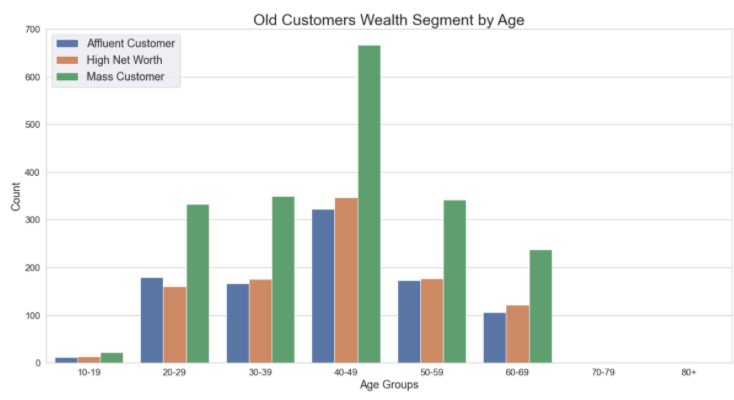 Old Customers Wealth Segment by Age
Affluent Customer
High Net Worth
Mass Customer
700
600
500
400
300
200
100
0
Count
10-19 20-29 30-39 40-49 50-59 60-69 70-79 80+
Age Groups